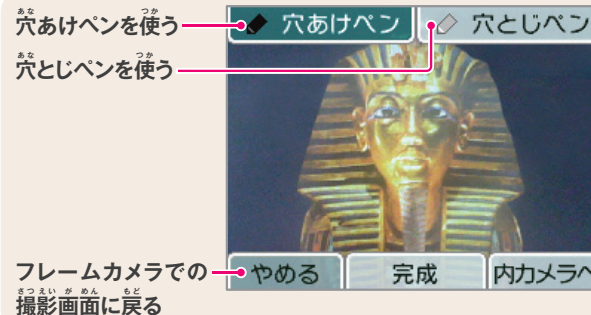 穴あけペンを使う
穴とじペンを使う
穴あけペン
穴とじペン
フレームカメラでの
撮影画面に戻る
やめる
完成
内カメラへ